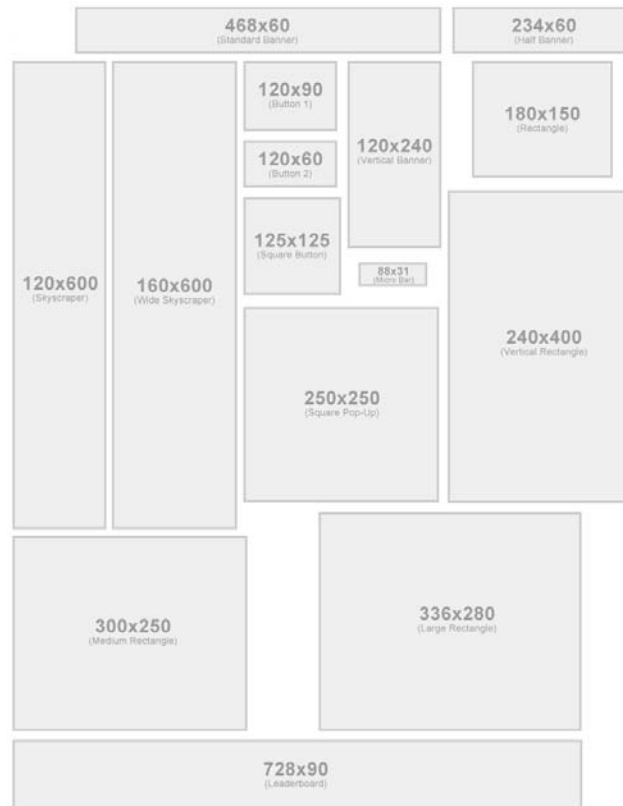 468x60
(Standard Banner)
234x60
(Half Banner)
120x90
(Button 1)
120x240
(Vertical Banner)
180x150
(Rectangle)
120x60
(Button 2)
125x125
(Square Button)
88x31
(Micro Bar)
120x600
(Skyscraper)
160x600
(Wide Skyscraper)
240x400
(Vertical Rectangle)
250x250
(Square Pop-Up)
300x250
(Medium Rectangle)
336x280
(Large Rectangle)
728x90
(Leaderboard)